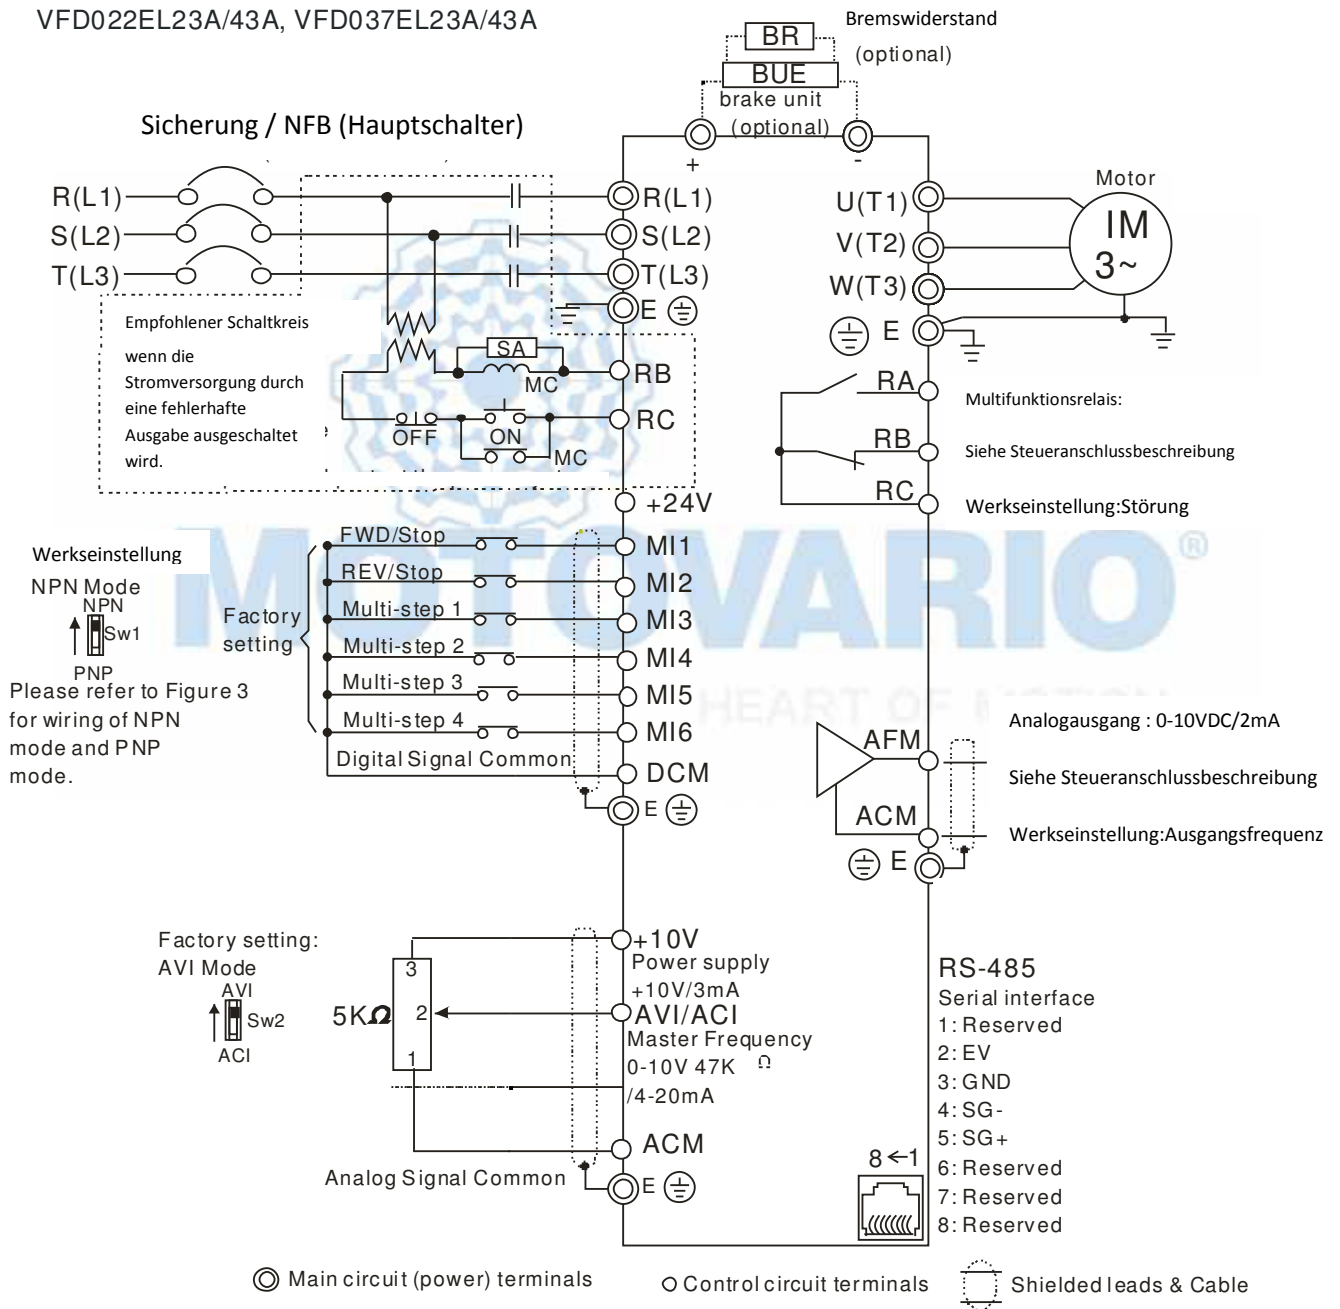 VFD022EL23A/43A, VFD037EL23A/43A
Bremswiderstand
(optional)
BR
BUE
brake unit
(optional)
Sicherung / NFB (Hauptschalter)
+
-
R(L1)
S(L2)
T(L3)
R(L1)
S(L2)
T(L3)
E
U(T1)
V(T2)
W(T3)
E
Motor
IM
3~
Empfohlener Schaltkreis
wenn die
Stromversorgung durch
eine fehlerhafte
Ausgabe ausgeschaltet
wird.
SA
MC
RB
OFF
ON
MC
RC
RA
RB
RC
Multifunktionsrelais:
Siehe Steueranschlussbeschreibung
Werkseinstellung:Störung
+24V
Werkseinstellung
NPN Mode
NPN
Sw1
PNP
Please refer to Figure 3
for wiring of NPN
mode and PNP
mode.
Factory
setting
FWD/Stop
REV/Stop
Multi-step 1
Multi-step 2
Multi-step 3
Multi-step 4
Digital Signal Common
MI1
MI2
MI3
MI4
MI5
MI6
DCM
E
MOTOVARIO®
HEART OF MOTION
AFM
ACM
E
Analogausgang : 0-10VDC/2mA
Siehe Steueranschlussbeschreibung
Werkseinstellung:Ausgangsfrequenz
Factory setting:
AVI Mode
AVI
Sw2
ACI
5KΩ
3
2
1
+10V
Power supply
+10V/3mA
AVI/ACI
Master Frequency
0-10V 47K Ω
/4-20mA
ACM
Analog Signal Common
E
RS-485
Serial interface
1: Reserved
2: EV
3: GND
4: SG-
5: SG+
6: Reserved
7: Reserved
8: Reserved
8←1
Main circuit (power) terminals
Control circuit terminals
Shielded leads & Cable